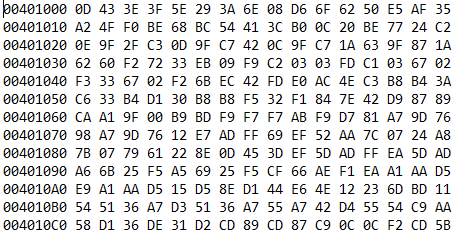 00401000 0D 43 3E 3F 5E 29 3A 6E 08 D6 6F 62 50 E5 AF 35
00401010 A2 4F F0 BE 68 BC 54 41 3C B0 0C 20 BE 77 24 C2
00401020 0E 9F 2F C3 0D 9F C7 42 0C 9F C7 1A 63 9F 87 1A
00401030 62 60 F2 72 33 EB 09 F9 C2 03 03 FD C1 03 67 02
00401040 F3 33 67 02 F2 6B EC 42 FD E0 AC 4E C3 B8 B4 3A
00401050 C6 33 B4 D1 30 B8 B8 F5 32 F1 84 7E 42 D9 87 89
00401060 CA A1 9F 00 B9 BD F9 F7 F7 AB F9 D7 81 A7 9D 76
00401070 98 A7 9D 76 12 E7 AD FF 69 EF 52 AA 7C 07 24 A8
00401080 7B 07 79 61 22 8E 0D 45 3D EF 5D AD FF EA 5D AD
00401090 A6 6B 25 F5 A5 69 25 F5 CF 66 AE F1 EA A1 AA D5
004010A0 E9 A1 AA D5 15 D5 8E D1 44 E6 4E 12 23 6D BD 11
004010B0 54 51 36 A7 D3 51 36 A7 55 A7 42 D4 55 54 C9 AA
004010C0 58 D1 36 DE 31 D2 CD 89 CD 87 C9 0C 0C F2 CD 5B